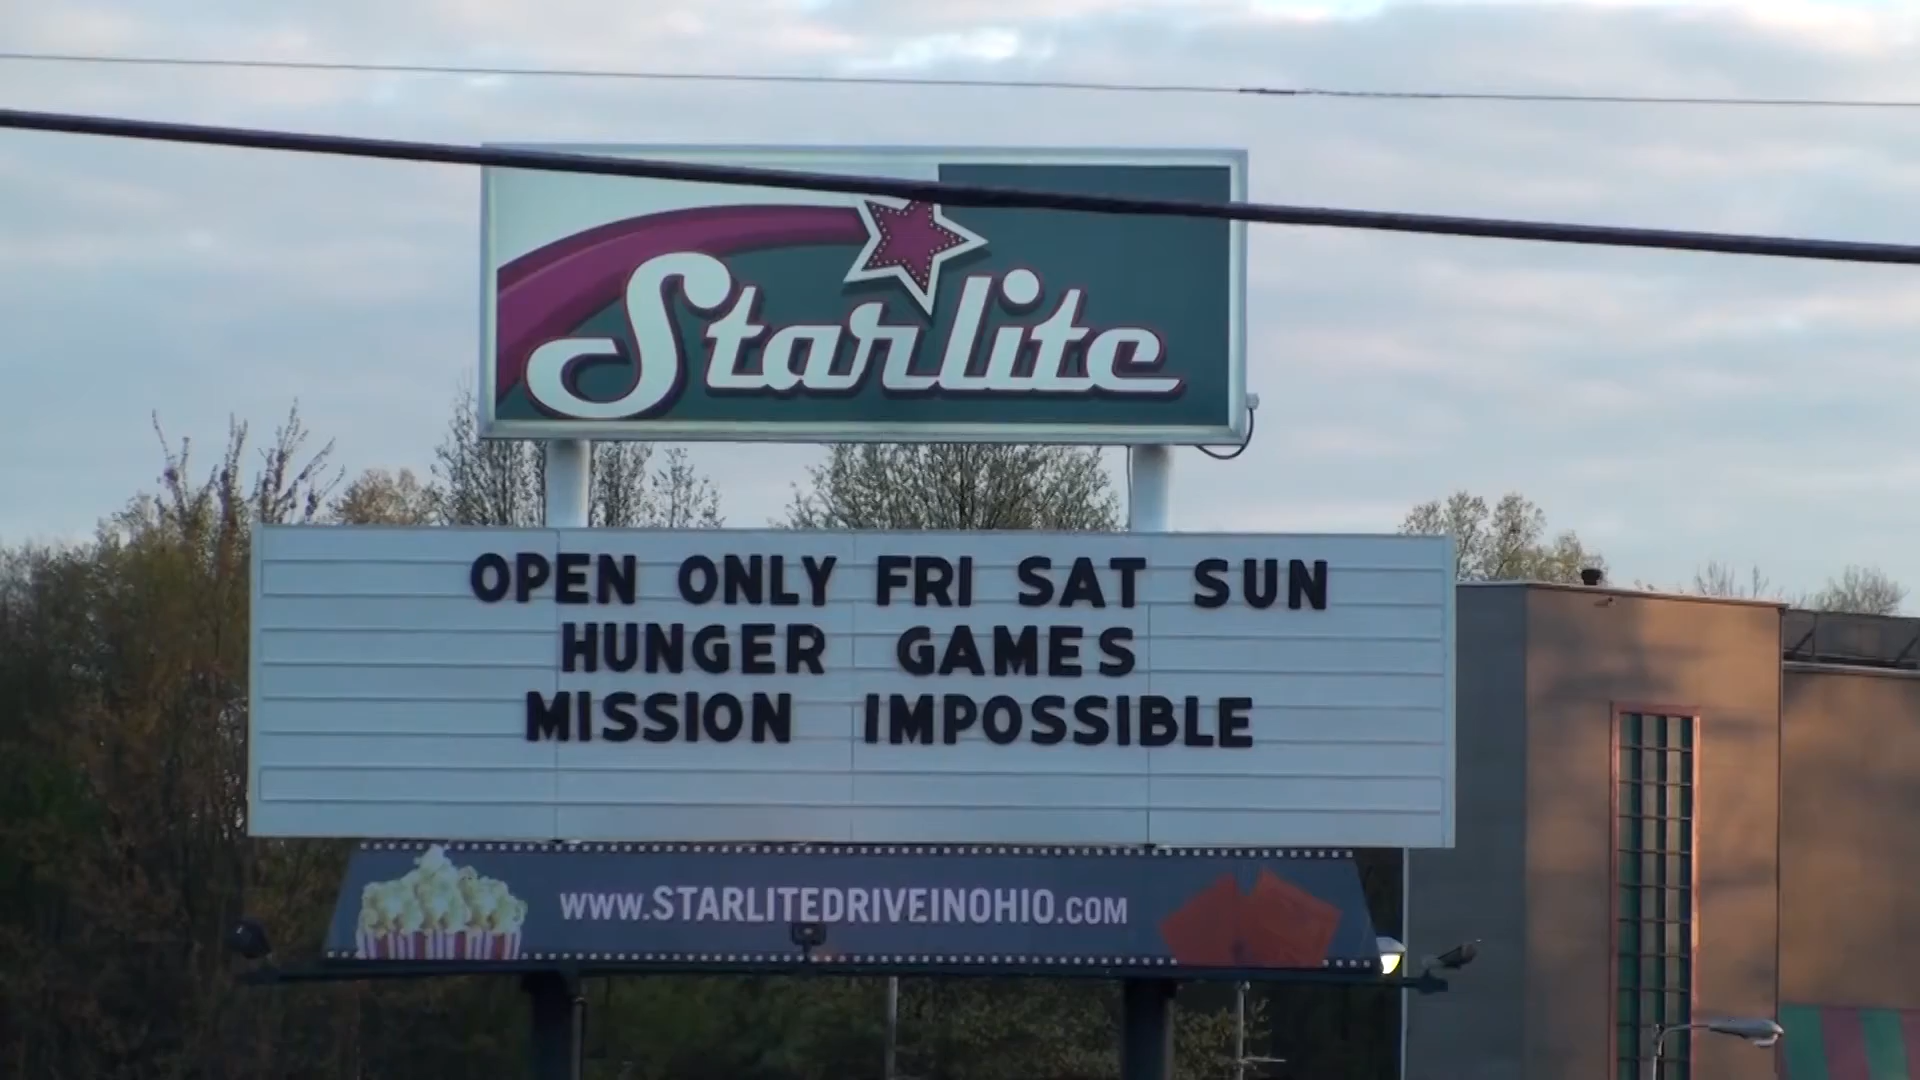 Starlite
OPEN ONLY FRI SAT SUN
HUNGER GAMES
MISSION IMPOSSIBLE
WWW.STARLITEDRIVEINOHIO.COM